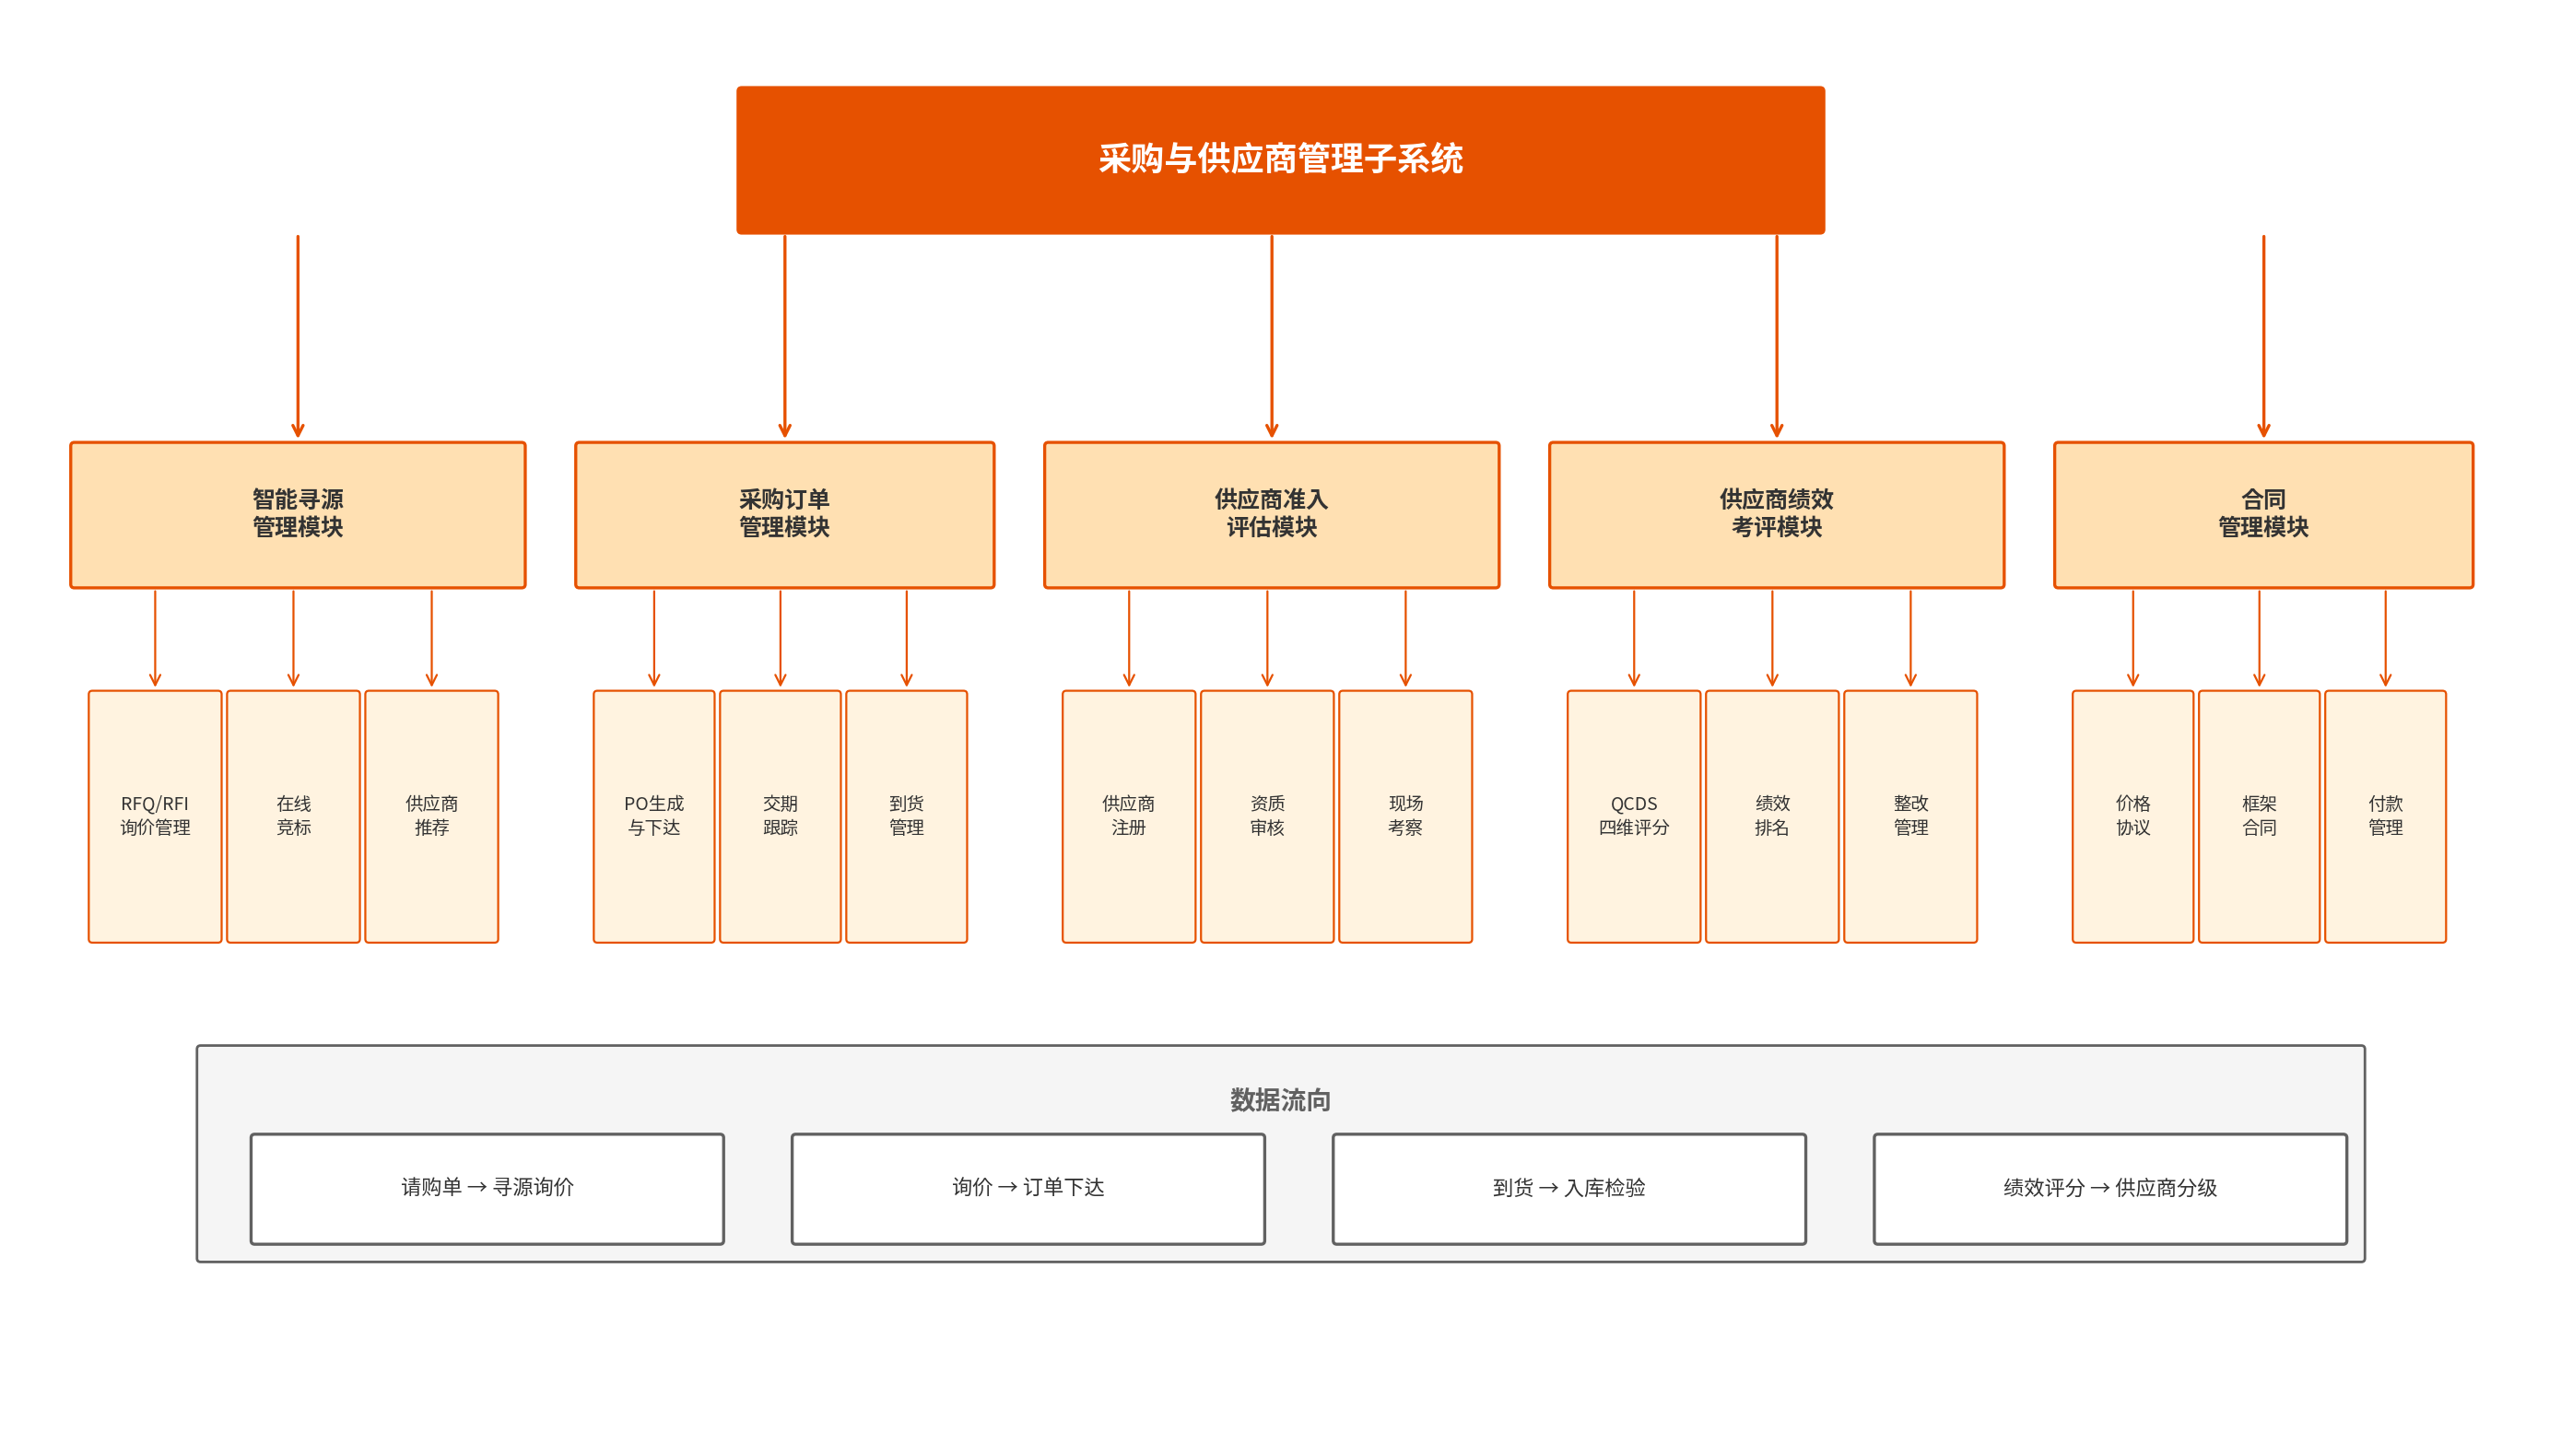 采购与供应商管理子系统
智能寻源
管理模块
采购订单
管理模块
供应商准入
评估模块
供应商绩效
考评模块
合同
管理模块
RFQ/RFI
询价管理
在线
竞标
供应商
推荐
PO生成
与下达
交期
跟踪
到货
管理
供应商
注册
资质
审核
现场
考察
QCDS
四维评分
绩效
排名
整改
管理
价格
协议
框架
合同
付款
管理
数据流向
请购单 → 寻源询价
询价 → 订单下达
到货 → 入库检验
绩效评分 → 供应商分级